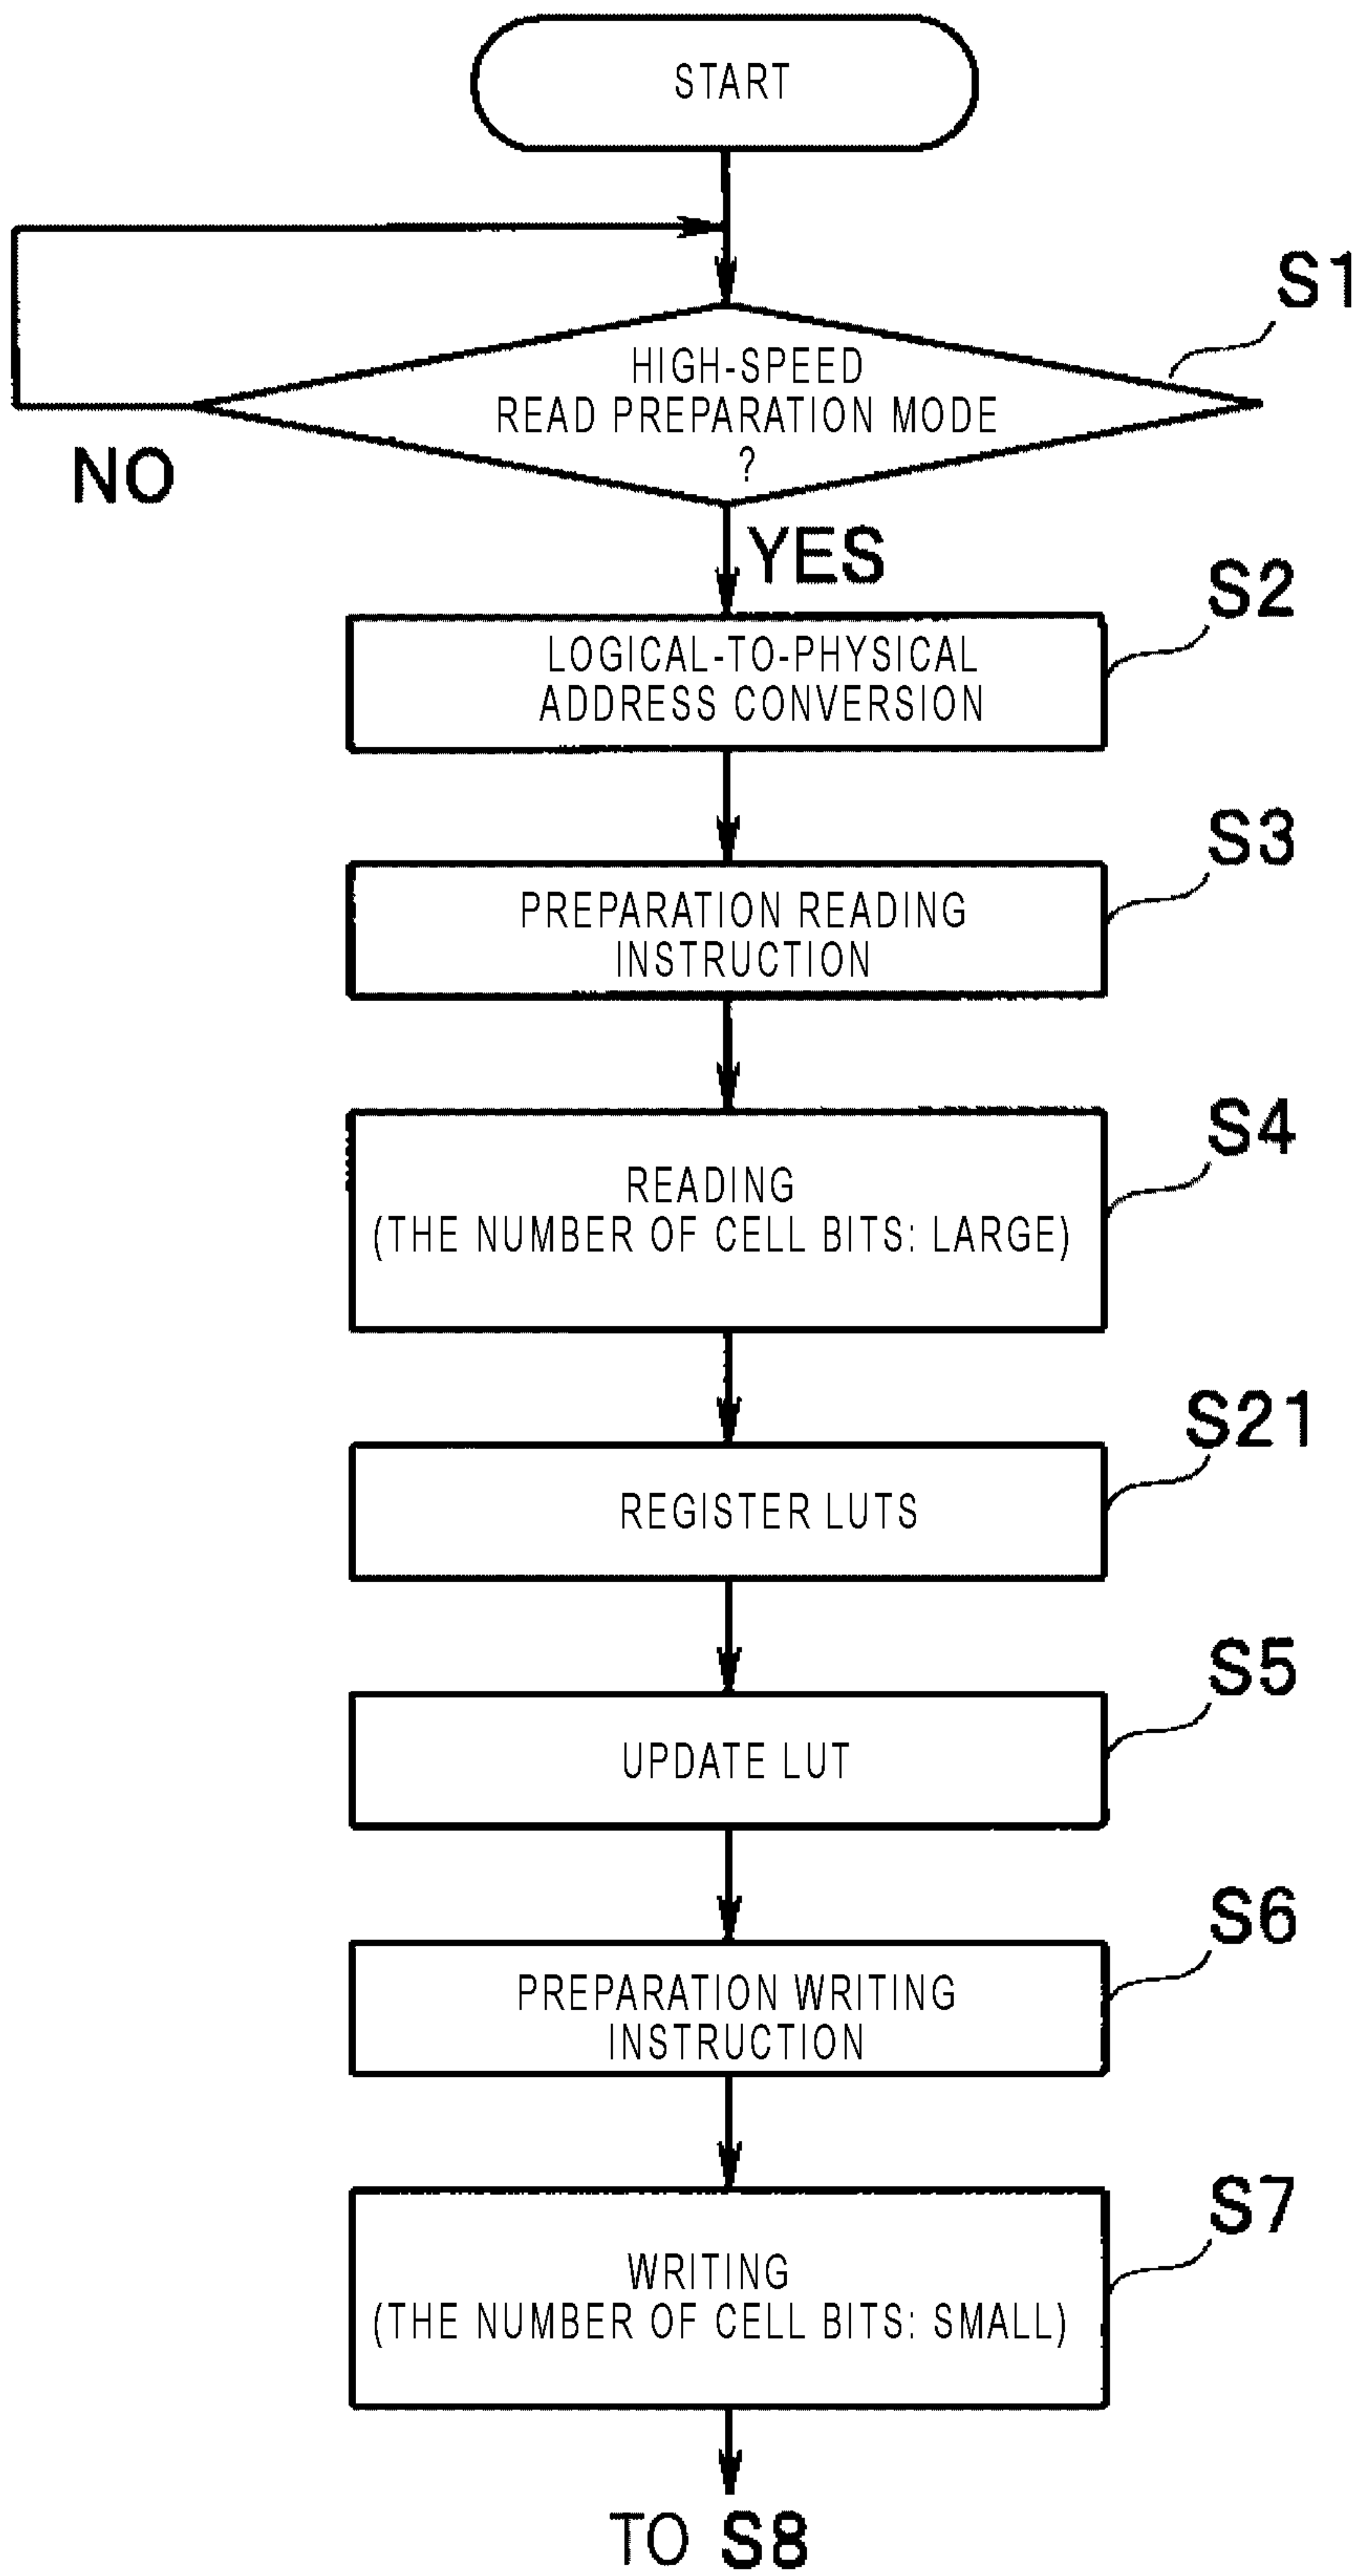 START
S1
HIGH-SPEED
READ PREPARATION MODE
?
NO
YES
S2
LOGICAL-TO-PHYSICAL
ADDRESS CONVERSION
S3
PREPARATION READING
INSTRUCTION
S4
READING
(THE NUMBER OF CELL BITS: LARGE)
S21
REGISTER LUTS
S5
UPDATE LUT
S6
PREPARATION WRITING
INSTRUCTION
S7
WRITING
(THE NUMBER OF CELL BITS: SMALL)
TO S8